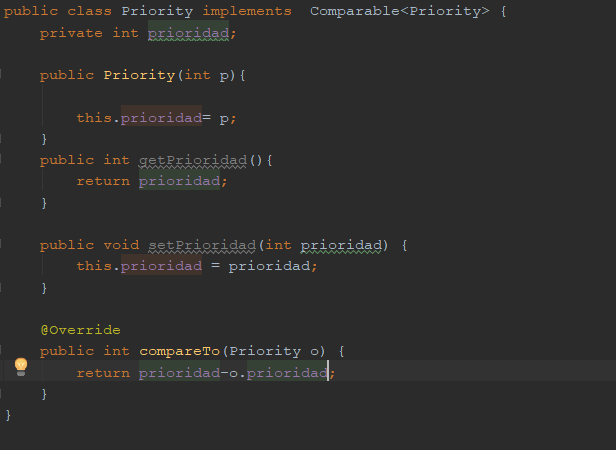 public class Priority implements  Comparable<Priority> {
    private int prioridad;
    public Priority(int p){
        this.prioridad= p;
    }
    public int getPrioridad(){
        return prioridad;
    }
    public void setPrioridad(int prioridad) {
        this.prioridad = prioridad;
    }
    @Override
    public int compareTo(Priority o) {
        return prioridad-o.prioridad;
    }
}